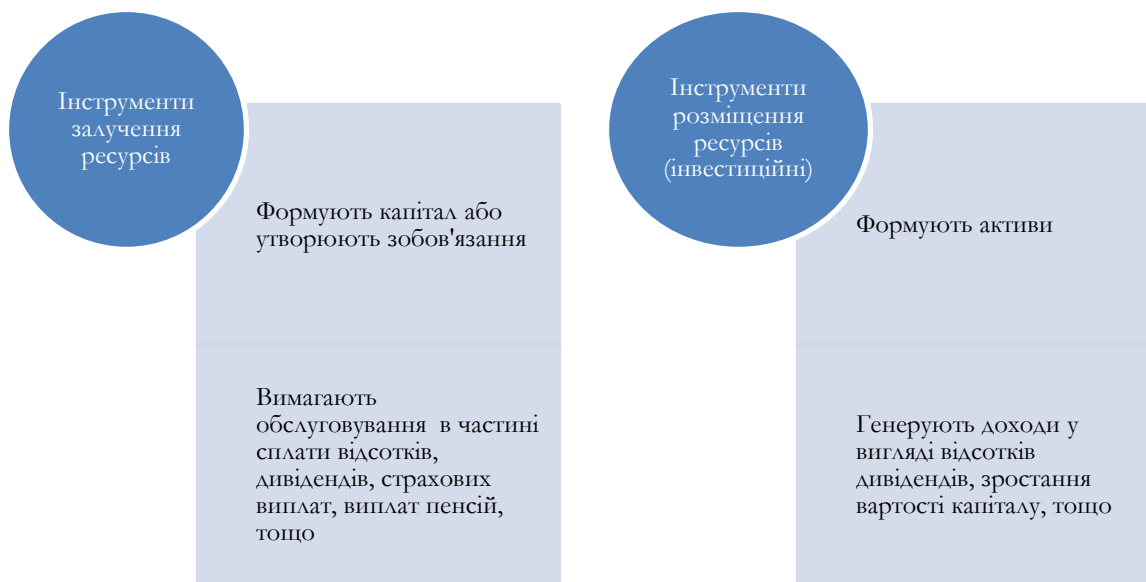 Інструменти
залучення
ресурсів
Формують капітал або
утворюють зобов'язання
Вимагають
обслуговування в частині
сплати відсотків,
дивідендів, страхових
виплат, виплат пенсій,
тощо
Інструменти
розміщення
ресурсів
(інвестиційні)
Формують активи
Генерують доходи у
вигляді відсотків
дивідендів, зростання
вартості капіталу, тощо